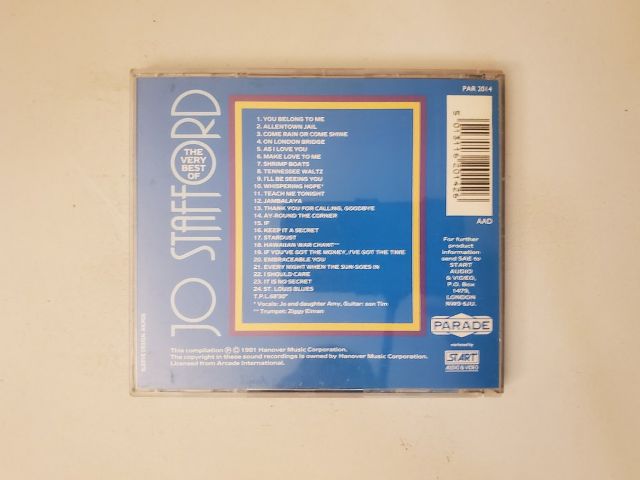 JO STAFFORD
THE
VERY
BEST
OF
1. YOU BELONG TO ME
2. ALLENTOWN JAIL
3. COME RAIN OR COME SHINE
4. ON LONDON BRIDGE
5. AS I LOVE YOU
6. MAKE LOVE TO ME
7. SHRIMP BOATS
8. TENNESSEE WALTZ
9. I'LL BE SEEING YOU
10. WHISPERING HOPE*
11. TEACH ME TONIGHT
12. JAMBALAYA
13. THANK YOU FOR CALLING, GOODBYE
14. AY-ROUND THE CORNER
15. IF
16. KEEP IT A SECRET
17. STARDUST
18. HAWAIIAN WAR CHANT**
19. IF YOU'VE GOT THE MONEY, I'VE GOT THE TIME
20. EMBRACEABLE YOU
21. EVERY NIGHT WHEN THE SUN GOES IN
22. I SHOULD CARE
23. IT IS NO SECRET
24. ST. LOUIS BLUES
* Vocals: Jo and daughter Amy, Guitar: son Tim
** Trumpet: Ziggy Elman
This compilation ℗ © 1981 Hanover Music Corporation.
The copyright in these sound recordings is owned by Hanover Music Corporation.
Licensed from Arcade International.
PAR 2014
AAD
For further
product
information
send SAE to
START
AUDIO
& VIDEO,
P.O. Box
1479,
LONDON
NW9 5JU.
PARADE
marketed by
START
AUDIO & VIDEO